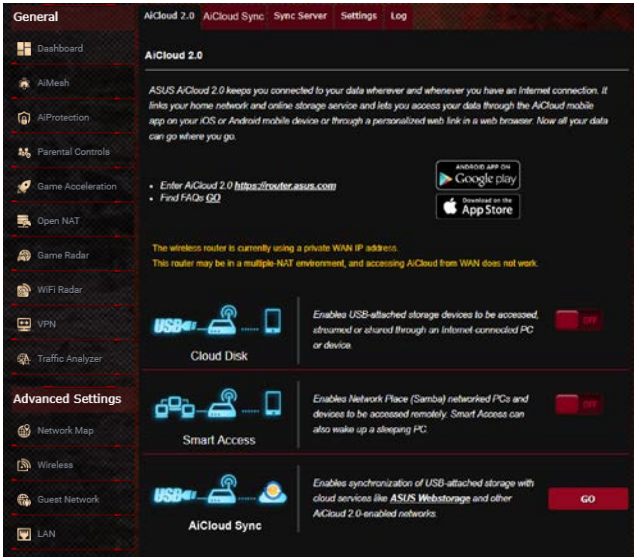 General
Dashboard
AiMesh
AiProtection
Parental Controls
Game Acceleration
Open NAT
Game Radar
WiFi Radar
VPN
Traffic Analyzer
Advanced Settings
Network Map
Wireless
Guest Network
LAN
AiCloud 2.0 AiCloud Sync Sync Server Settings Log
AiCloud 2.0
ASUS AiCloud 2.0 keeps you connected to your data wherever and whenever you have an Internet connection. It
links your home network and online storage service and lets you access your data through the AiCloud mobile
app on your iOS or Android mobile device or through a personalized web link in a web browser. Now all your data
can go where you go.
• Enter AiCloud 2.0 https://router.asus.com
• Find FAQs GO
ANDROID APP ON
Google play
Download on the
App Store
The wireless router is currently using a private WAN IP address.
This router may be in a multiple-NAT environment, and accessing AiCloud from WAN does not work.
USB
Cloud Disk
Enables USB-attached storage devices to be accessed,
streamed or shared through an Internet-connected PC
or device.
OFF
Smart Access
Enables Network Place (Samba) networked PCs and
devices to be accessed remotely. Smart Access can
also wake up a sleeping PC.
OFF
USB
AiCloud Sync
Enables synchronization of USB-attached storage with
cloud services like ASUS Webstorage and other
AiCloud 2.0-enabled networks.
GO